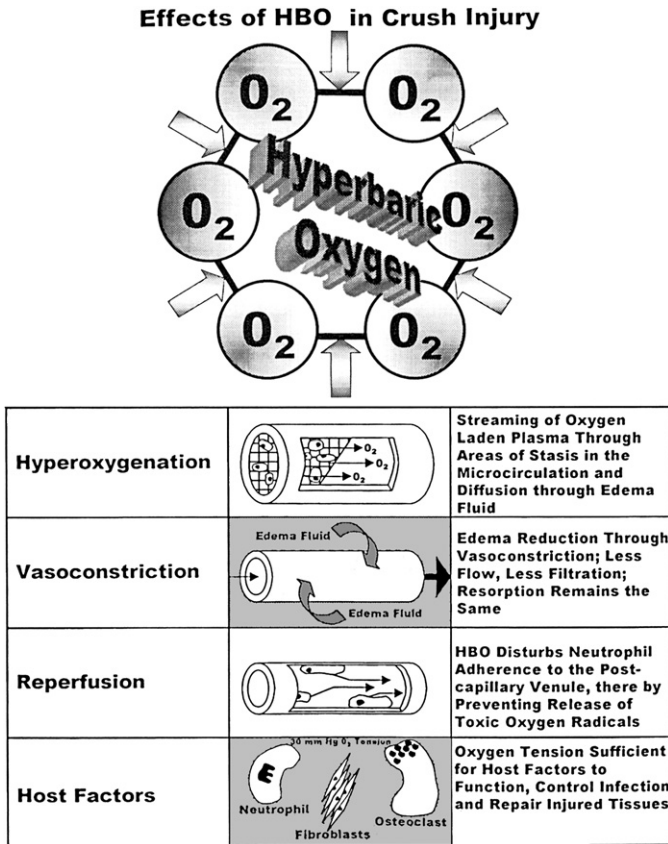 Effects of HBO in Crush Injury
O2
O2
O2
Hyperbaric
Oxygen
O2
O2
O2
Hyperoxygenation
O2
O2
O2
Streaming of Oxygen
Laden Plasma Through
Areas of Stasis in the
Microcirculation and
Diffusion through Edema
Fluid
Vasoconstriction
Edema Fluid
Edema Fluid
Edema Reduction Through
Vasoconstriction; Less
Flow, Less Filtration;
Resorption Remains the
Same
Reperfusion
HBO Disturbs Neutrophil
Adherence to the Post-
capillary Venule, there by
Preventing Release of
Toxic Oxygen Radicals
Host Factors
30 mm Hg O2 Tension
Neutrophil
Fibroblasts
Osteoclast
Oxygen Tension Sufficient
for Host Factors to
Function, Control Infection
and Repair Injured Tissues